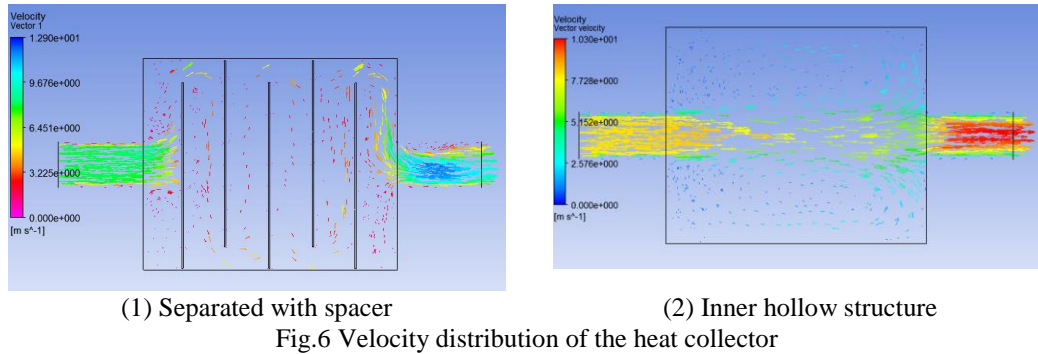 Velocity
Vector 1
1.290e+001
9.676e+000
6.451e+000
3.225e+000
0.000e+000
[m s^-1]
Velocity
Vector velocity
1.030e+001
7.728e+000
5.152e+000
2.576e+000
0.000e+000
[m s^-1]
(1) Separated with spacer
(2) Inner hollow structure
Fig.6 Velocity distribution of the heat collector